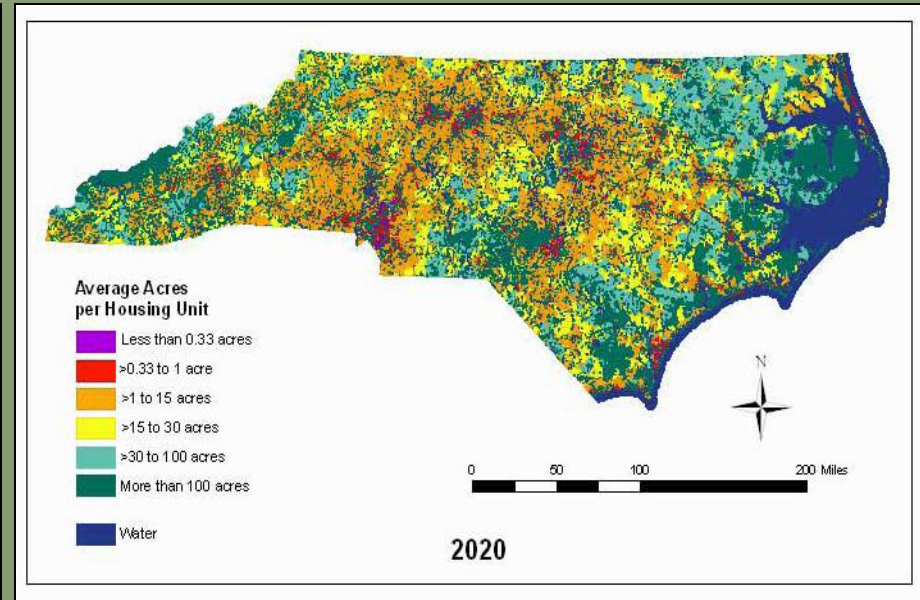 Average Acres
per Housing Unit
Less than 0.33 acres
>0.33 to 1 acre
>1 to 15 acres
>15 to 30 acres
>30 to 100 acres
More than 100 acres
Water
N
0 50 100 200 Miles
2020